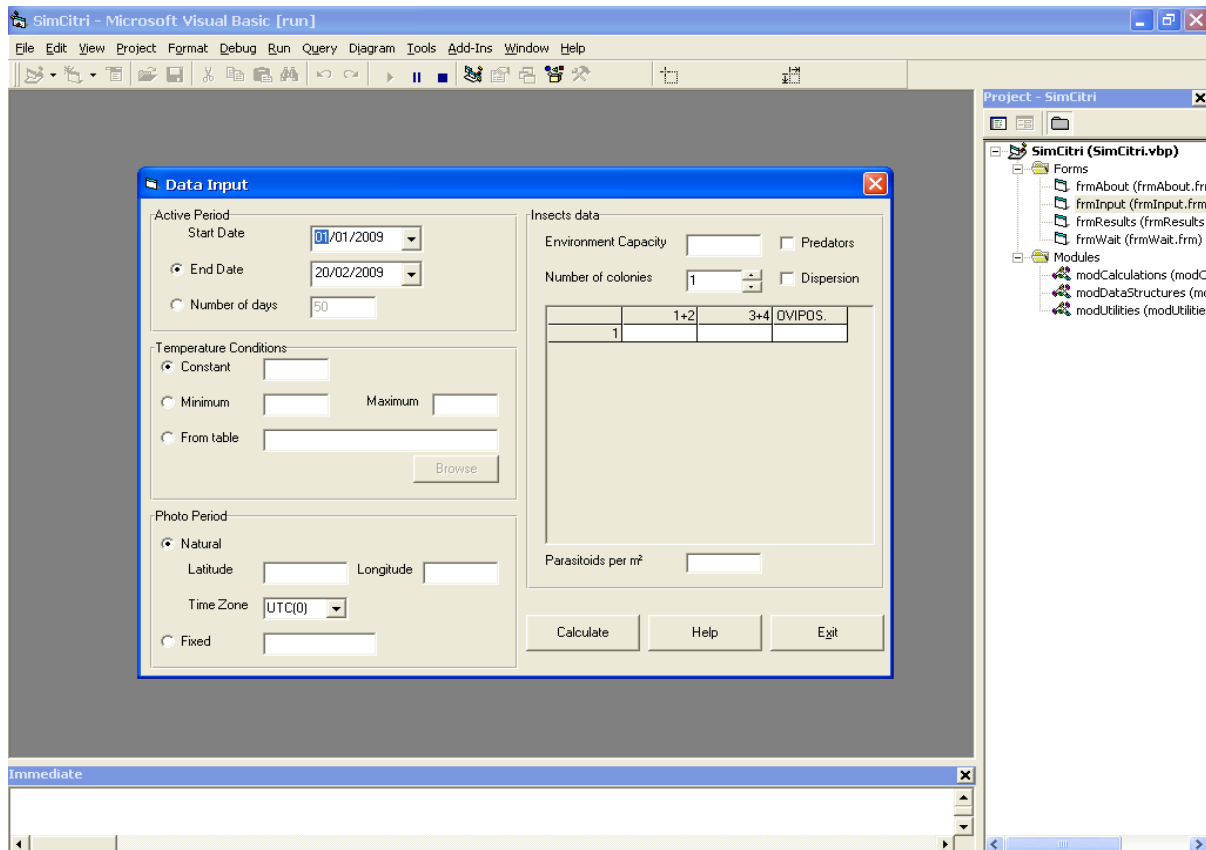 SimCitri - Microsoft Visual Basic [run]
File Edit View Project Format Debug Run Query Diagram Tools Add-Ins Window Help
Project - SimCitri
SimCitri (SimCitri.vbp)
Forms
frmAbout (frmAbout.fr
frmInput (frmInput.frm
frmResults (frmResults
frmWait (frmWait.frm)
Modules
modCalculations (modC
modDataStructures (mo
modUtilities (modUtilitie
Data Input
Active Period
Start Date 01/01/2009
End Date 20/02/2009
Number of days 50
Temperature Conditions
Constant
Minimum Maximum
From table
Browse
Photo Period
Natural
Latitude Longitude
Time Zone UTC(0)
Fixed
Insects data
Environment Capacity Predators
Number of colonies 1 Dispersion
1+2 3+4 OVIPOS.
1
Parasitoids per m²
Calculate Help Exit
Immediate